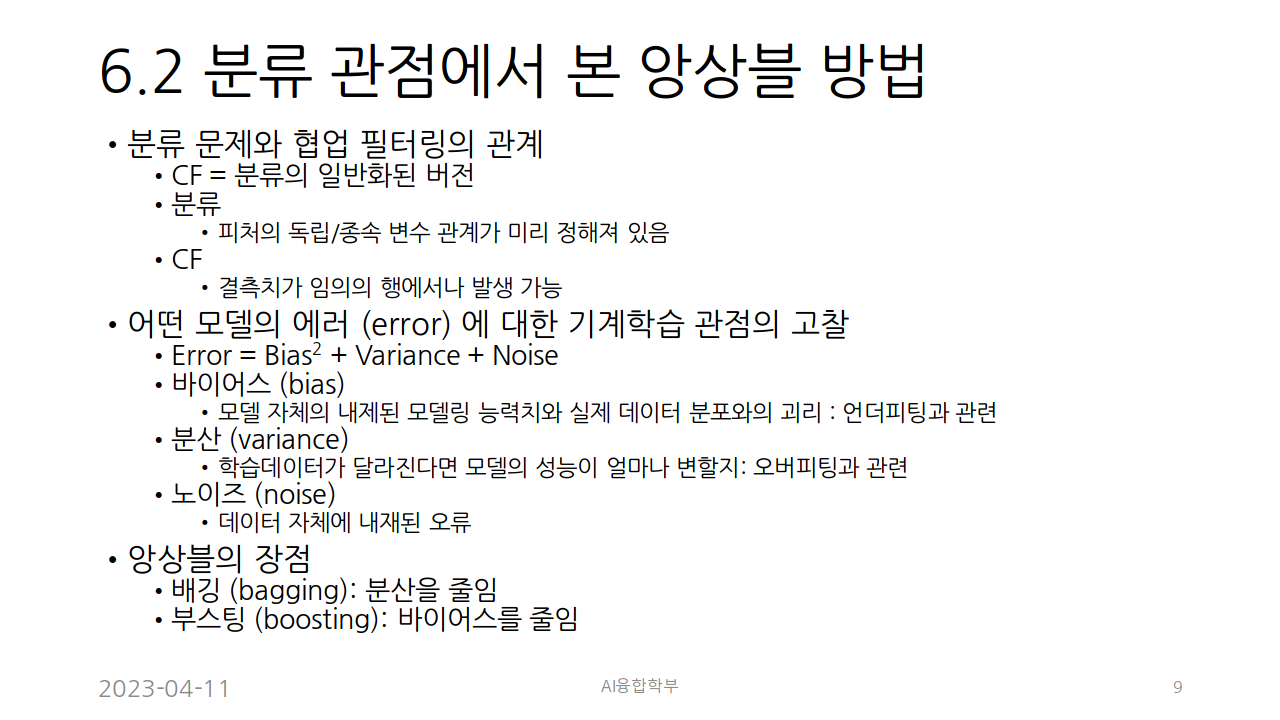 6.2 분류 관점에서 본 앙상블 방법
• 분류 문제와 협업 필터링의 관계
• CF = 분류의 일반화된 버전
• 분류
• 피처의 독립/종속 변수 관계가 미리 정해져 있음
• CF
• 결측치가 임의의 행에서나 발생 가능
• 어떤 모델의 에러 (error) 에 대한 기계학습 관점의 고찰
• Error = Bias² + Variance + Noise
• 바이어스 (bias)
• 모델 자체의 내제된 모델링 능력치와 실제 데이터 분포와의 괴리 : 언더피팅과 관련
• 분산 (variance)
• 학습데이터가 달라진다면 모델의 성능이 얼마나 변할지: 오버피팅과 관련
• 노이즈 (noise)
• 데이터 자체에 내재된 오류
• 앙상블의 장점
• 배깅 (bagging): 분산을 줄임
• 부스팅 (boosting): 바이어스를 줄임
2023-04-11
AI융합학부
9